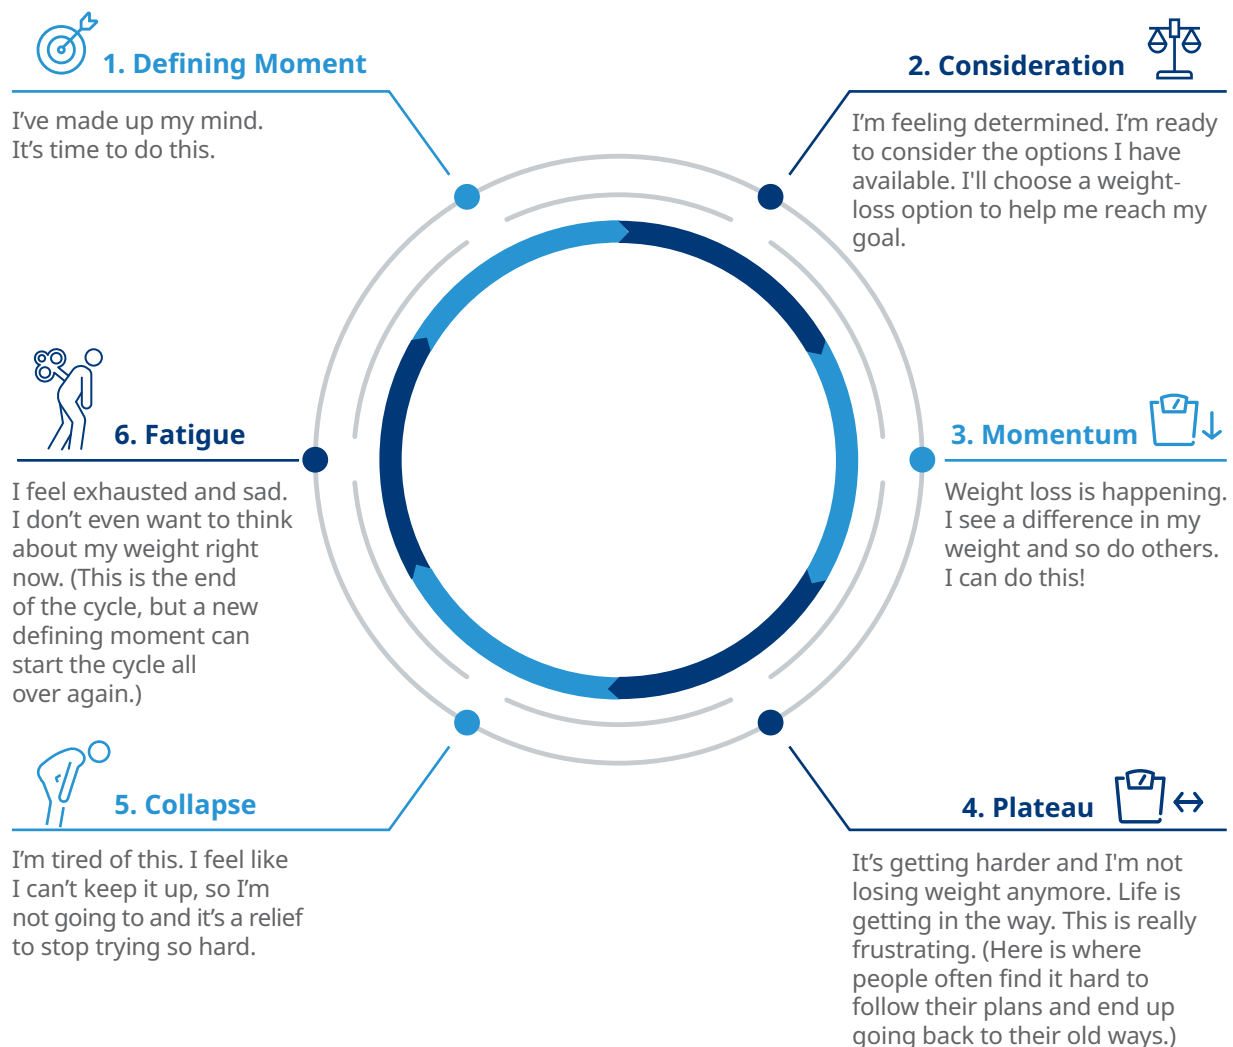 1. Defining Moment
I’ve made up my mind.
It’s time to do this.
2. Consideration
I’m feeling determined. I’m ready
to consider the options I have
available. I'll choose a weight-
loss option to help me reach my
goal.
3. Momentum
Weight loss is happening.
I see a difference in my
weight and so do others.
I can do this!
4. Plateau
It’s getting harder and I'm not
losing weight anymore. Life is
getting in the way. This is really
frustrating. (Here is where
people often find it hard to
follow their plans and end up
going back to their old ways.)
5. Collapse
I’m tired of this. I feel like
I can’t keep it up, so I’m
not going to and it’s a relief
to stop trying so hard.
6. Fatigue
I feel exhausted and sad.
I don’t even want to think
about my weight right
now. (This is the end
of the cycle, but a new
defining moment can
start the cycle all
over again.)